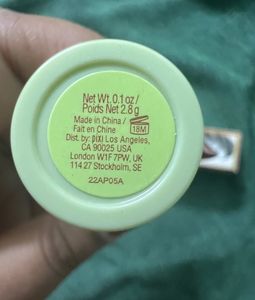 Net Wt. 0.1 oz /
Poids Net 2.8 g
Made in China /
Fait en Chine
18M
Dist. by: pixi Los Angeles,
CA 90025 USA
London W1F 7PW, UK
114 27 Stockholm, SE
22AP05A